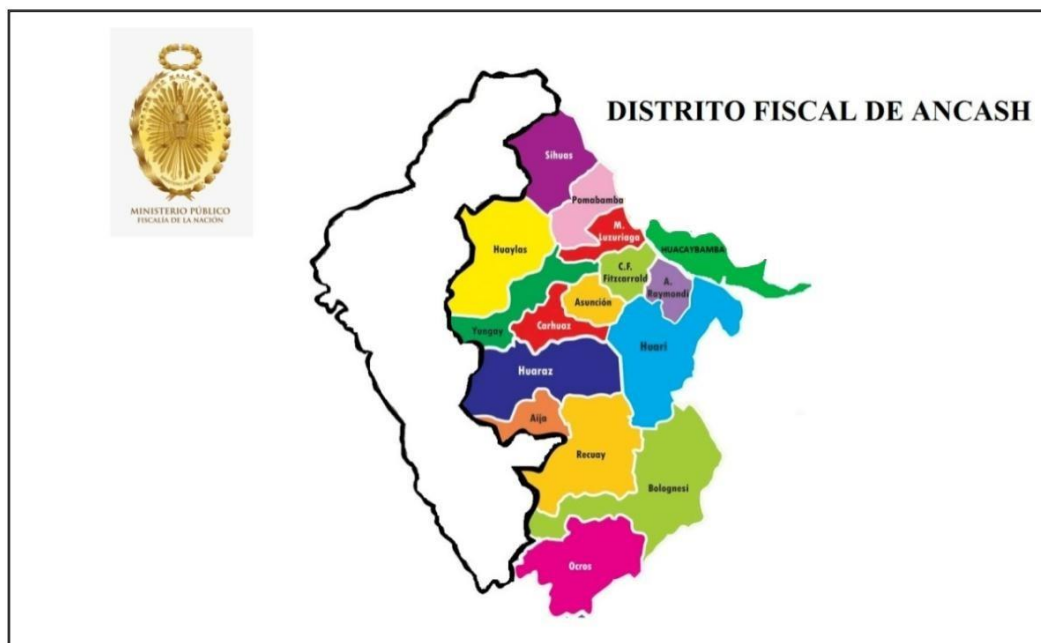 MINISTERIO PÚBLICO
FISCALÍA DE LA NACIÓN
DISTRITO FISCAL DE ANCASH
Sihuas
Pomabamba
M.
Luzuriaga
HUACAYBAMBA
Huaylas
C.F.
Fitzcarrald
A.
Raymondi
Asunción
Yungay
Carhuaz
Huari
Huaraz
Aija
Recuay
Bolognesi
Ocros